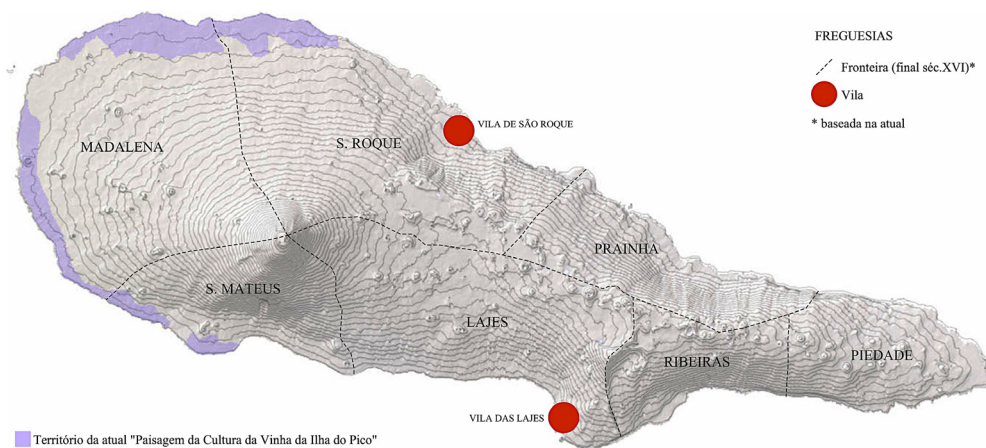 FREGUESIAS
Fronteira (final séc.XVI)*
Vila
* baseada na atual
VILA DE SÃO ROQUE
MADALENA
S. ROQUE
PRAINHA
S. MATEUS
LAJES
RIBEIRAS
PIEDADE
VILA DAS LAJES
Território da atual "Paisagem da Cultura da Vinha da Ilha do Pico"